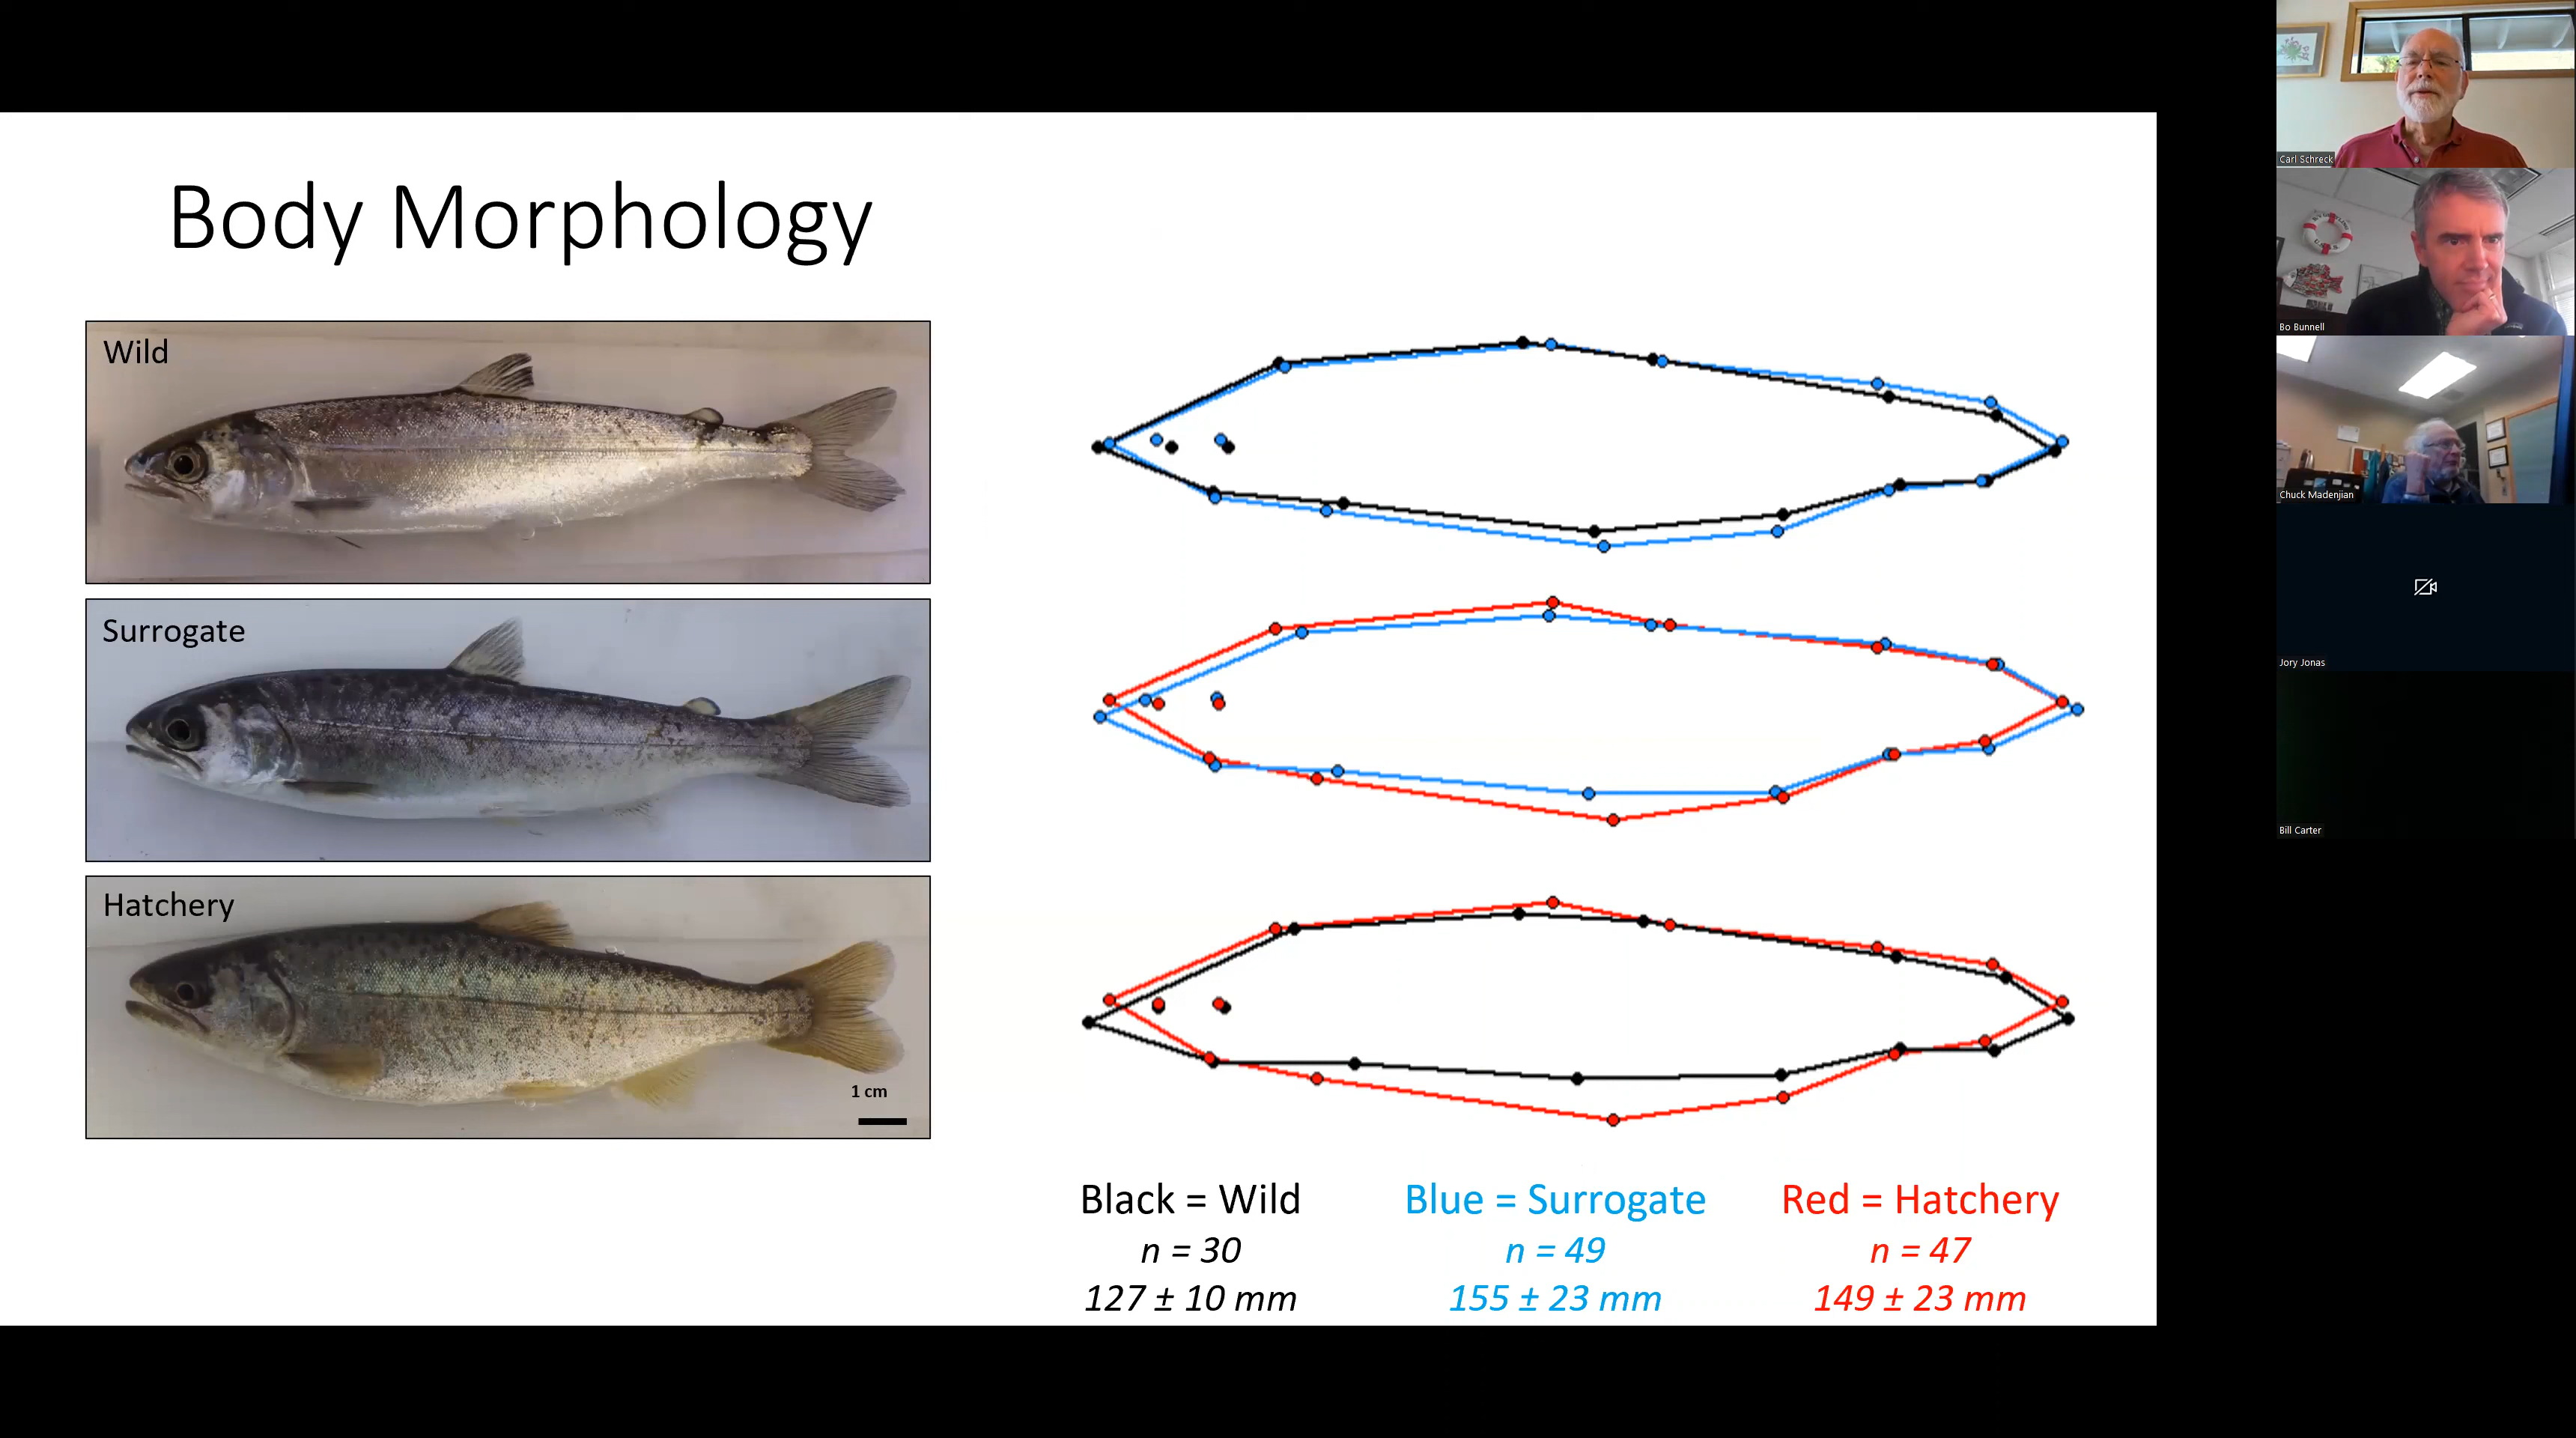 Body Morphology
Wild
Surrogate
Hatchery
1 cm
Black = Wild
n = 30
127 ± 10 mm
Blue = Surrogate
n = 49
155 ± 23 mm
Red = Hatchery
n = 47
149 ± 23 mm
Carl Schreck
Bo Bunnell
Chuck Madenjian
Jory Jonas
Bill Carter